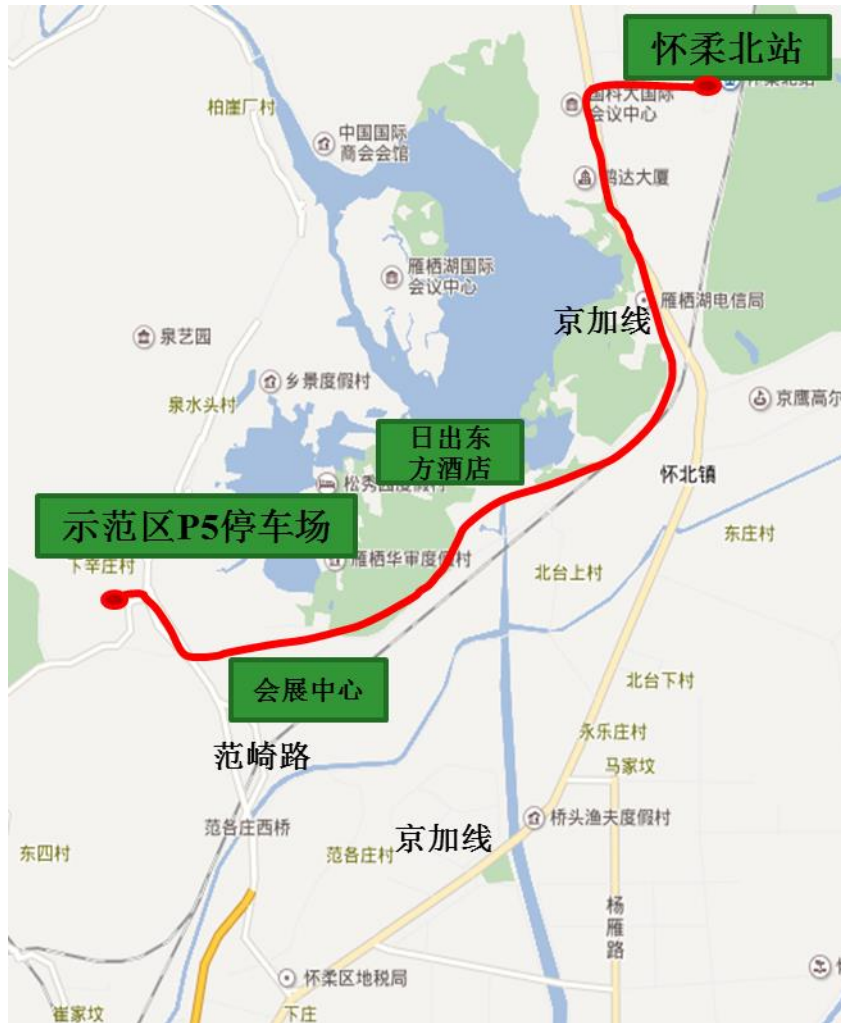 怀柔北站
柏崖厂村
国科大国际
会议中心
中国国际
商会会馆
鸿达大厦
雁栖湖国际
会议中心
雁栖湖电信局
京加线
泉艺园
乡景度假村
泉水头村
京鹰高尔
日出东
方酒店
怀北镇
松秀园度假村
示范区P5停车场
东庄村
下辛庄村
雁栖华审度假村
北台上村
会展中心
北台下村
范崎路
永乐庄村
马家坟
桥头渔夫度假村
范各庄西桥
京加线
东四村
范各庄村
杨雁路
怀柔区地税局
崔家坟
下庄